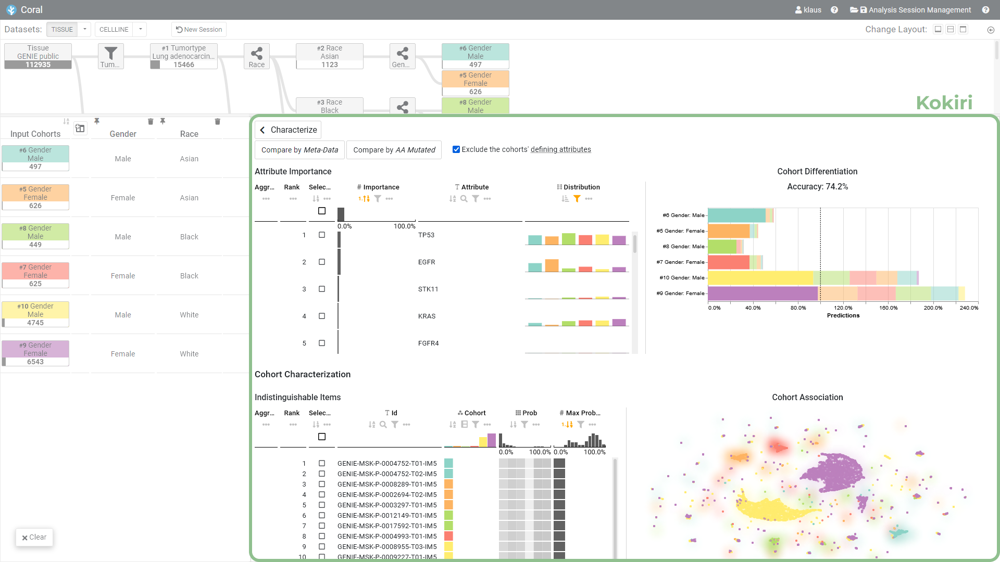 Coral
klaus
Analysis Session Management
Datasets:
TISSUE
CELLLINE
New Session
Change Layout:
Tissue
GENIE public
112935
Tum...
#1 Tumortype
Lung adenocarcin...
15466
Race
#2 Race
Asian
1123
Gen...
#6 Gender
Male
497
#5 Gender
Female
626
#3 Race
Black
#8 Gender
Male
Kokiri
Input Cohorts
Gender
Race
#6 Gender
Male
497
Male
Asian
#5 Gender
Female
626
Female
Asian
#8 Gender
Male
449
Male
Black
#7 Gender
Female
625
Female
Black
#10 Gender
Male
4745
Male
White
#9 Gender
Female
6543
Female
White
Clear
Characterize
Compare by Meta-Data
Compare by AA Mutated
Exclude the cohorts' defining attributes
Attribute Importance
Aggr...
Rank
Selec...
# Importance
Attribute
Distribution
0.0%
100.0%
1
TP53
2
EGFR
3
STK11
4
KRAS
5
FGFR4
Cohort Differentiation
Accuracy: 74.2%
#6 Gender: Male
#5 Gender: Female
#8 Gender: Male
#7 Gender: Female
#10 Gender: Male
#9 Gender: Female
0.0%
40.0%
80.0%
120.0%
160.0%
200.0%
240.0%
Predictions
Cohort Characterization
Indistinguishable Items
Aggr...
Rank
Selec...
Id
Cohort
Prob
# Max Prob...
0.0%
100.0%
0.0%
100.0%
1 GENIE-MSK-P-0004752-T01-IM5
2 GENIE-MSK-P-0004752-T02-IM5
3 GENIE-MSK-P-0008289-T01-IM5
4 GENIE-MSK-P-0002694-T02-IM5
5 GENIE-MSK-P-0003297-T01-IM5
6 GENIE-MSK-P-0012149-T01-IM5
7 GENIE-MSK-P-0017592-T01-IM5
8 GENIE-MSK-P-0004993-T01-IM5
9 GENIE-MSK-P-0008955-T03-IM5
10 GENIE-MSK-P-0009227-T01-IM5
Cohort Association